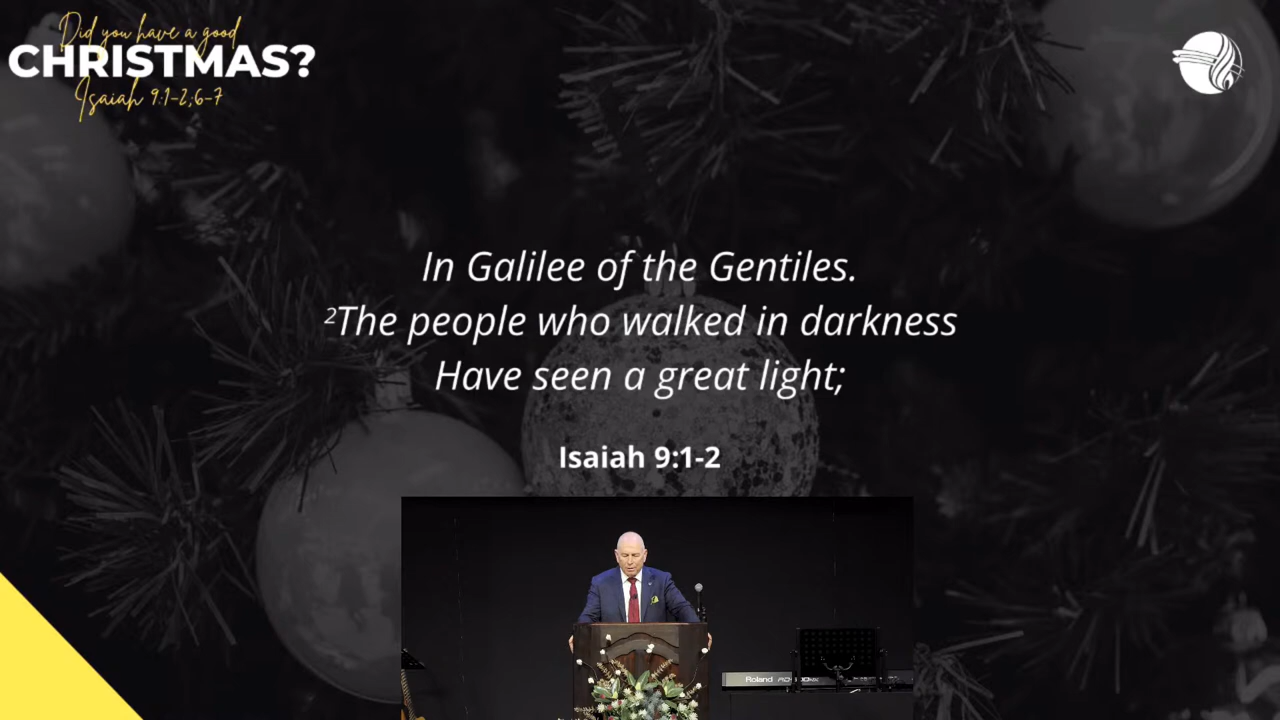 Did you have a good
CHRISTMAS?
Isaiah 9:1-2;6-7
In Galilee of the Gentiles.
²The people who walked in darkness
Have seen a great light;
Isaiah 9:1-2
Roland